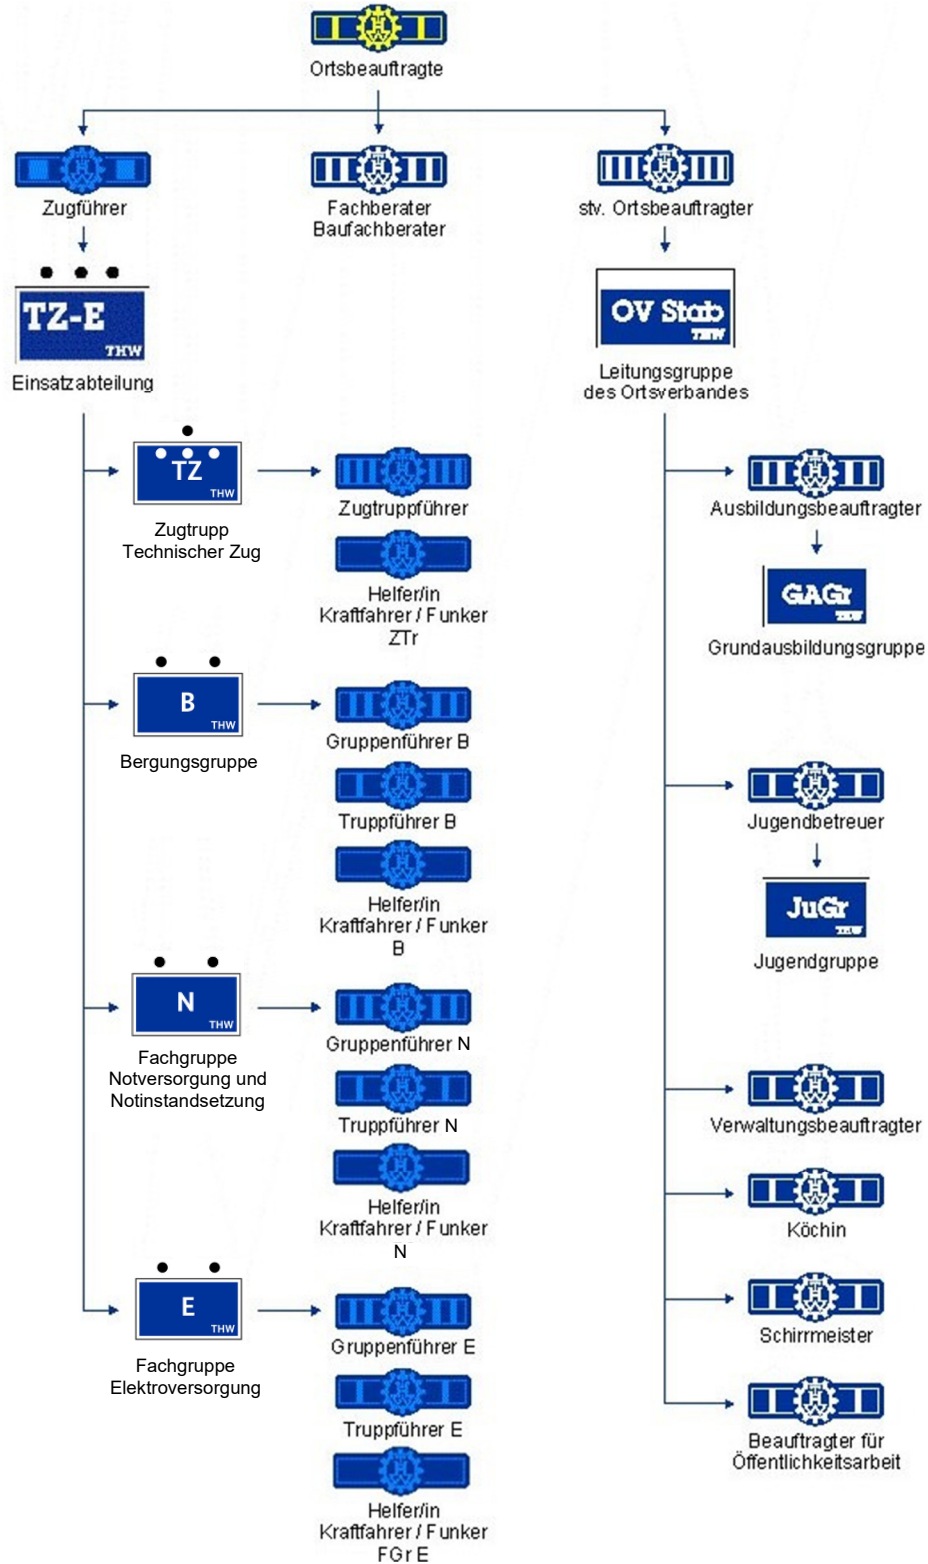 Ortsbeauftragte
Zugführer
Fachberater
Baufachberater
stv. Ortsbeauftragter
TZ-E
THW
Einsatzabteilung
OV Stab
THW
Leitungsgruppe
des Ortsverbandes
TZ
THW
Zugtrupp
Technischer Zug
Zugtruppführer
Helfer/in
Kraftfahrer / Funker
ZTr
B
THW
Bergungsgruppe
Gruppenführer B
Truppführer B
Helfer/in
Kraftfahrer / Funker
B
N
THW
Fachgruppe
Notversorgung und
Notinstandsetzung
Gruppenführer N
Truppführer N
Helfer/in
Kraftfahrer / Funker
N
E
THW
Fachgruppe
Elektroversorgung
Gruppenführer E
Truppführer E
Helfer/in
Kraftfahrer / Funker
FGr E
Ausbildungsbeauftragter
GAGr
THW
Grundausbildungsgruppe
Jugendbetreuer
JuGr
THW
Jugendgruppe
Verwaltungsbeauftragter
Köchin
Schirrmeister
Beauftragter für
Öffentlichkeitsarbeit